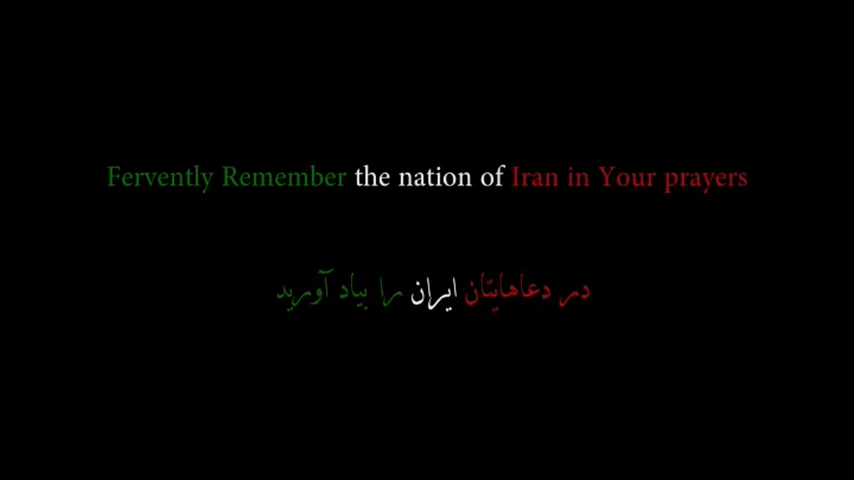 Fervently Remember the nation of Iran in Your prayers
در دعاهایتان ایران را بیاد آورید